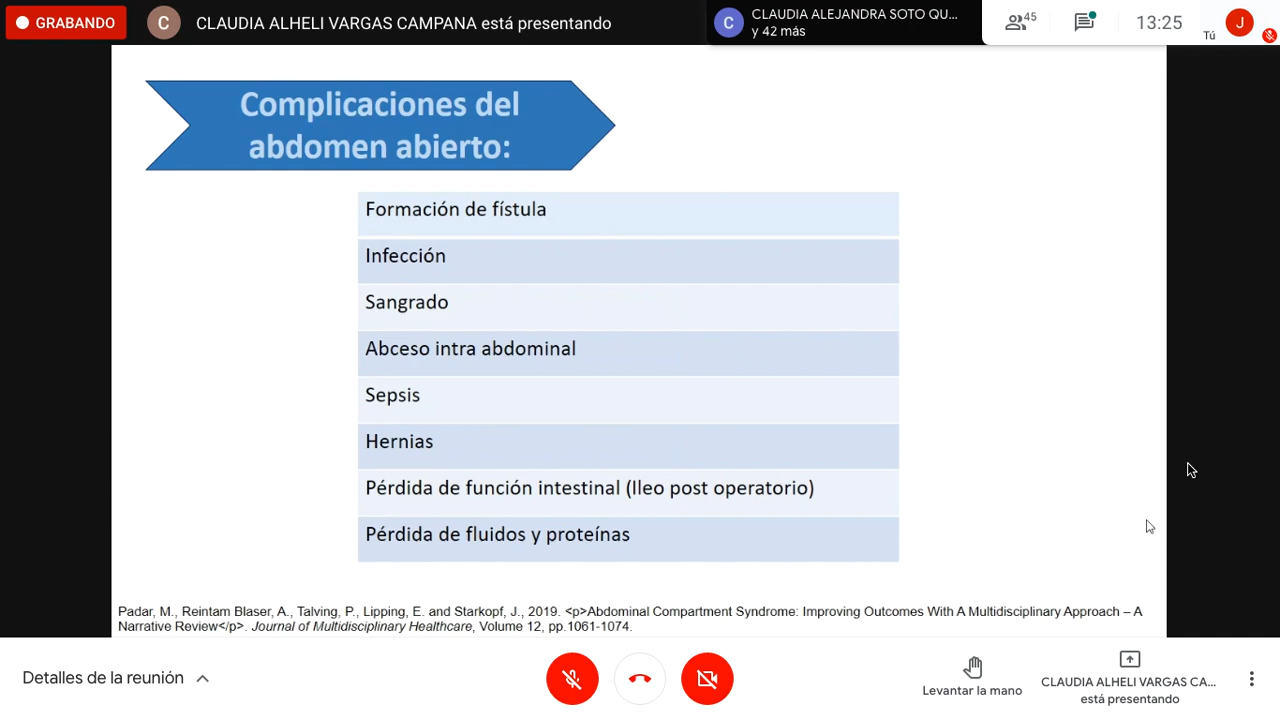 GRABANDO
C
CLAUDIA ALHELI VARGAS CAMPANA está presentando
C
CLAUDIA ALEJANDRA SOTO QU...
y 42 más
45
13:25
Tú
J
Complicaciones del
abdomen abierto:
Formación de fístula
Infección
Sangrado
Abceso intra abdominal
Sepsis
Hernias
Pérdida de función intestinal (Ileo post operatorio)
Pérdida de fluidos y proteínas
Padar, M., Reintam Blaser, A., Talving, P., Lipping, E. and Starkopf, J., 2019. <p>Abdominal Compartment Syndrome: Improving Outcomes With A Multidisciplinary Approach – A
Narrative Review</p>. Journal of Multidisciplinary Healthcare, Volume 12, pp.1061-1074.
Detalles de la reunión
Levantar la mano
CLAUDIA ALHELI VARGAS CA...
está presentando